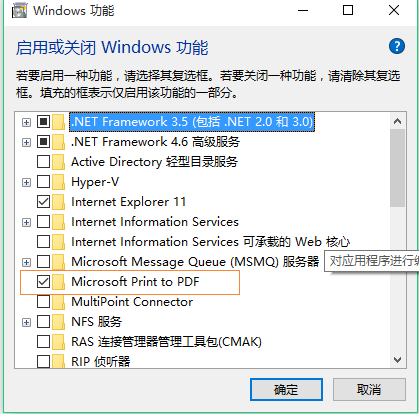 Windows 功能
启用或关闭 Windows 功能
若要启用一种功能，请选择其复选框。若要关闭一种功能，请清除其复选
框。填充的框表示仅启用该功能的一部分。
.NET Framework 3.5 (包括 .NET 2.0 和 3.0)
.NET Framework 4.6 高级服务
Active Directory 轻型目录服务
Hyper-V
Internet Explorer 11
Internet Information Services
Internet Information Services 可承载的 Web 核心
Microsoft Message Queue (MSMQ) 服务器
对应用程序进行
Microsoft Print to PDF
MultiPoint Connector
NFS 服务
RAS 连接管理器管理工具包(CMAK)
RIP 侦听器
确定
取消